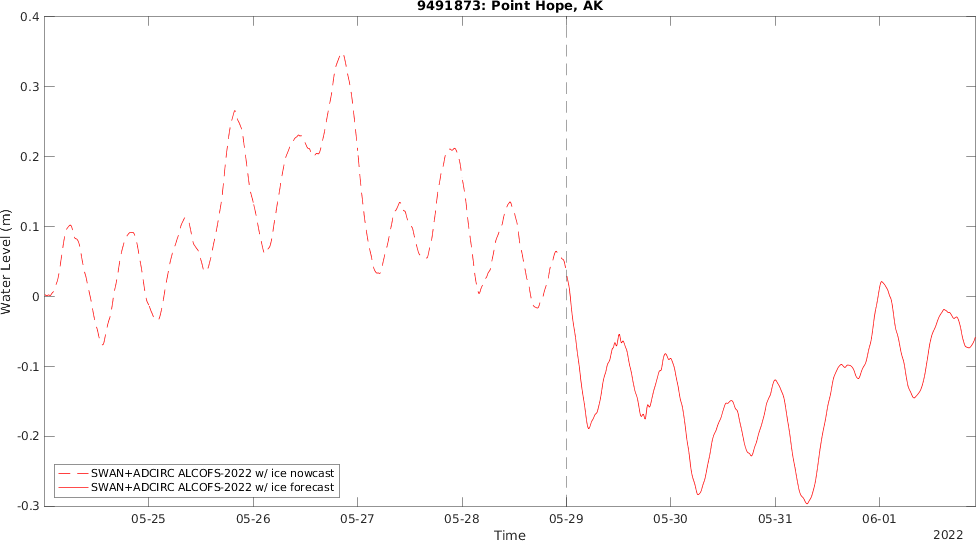 9491873: Point Hope, AK
Water Level (m)
0.4
0.3
0.2
0.1
0
-0.1
-0.2
-0.3
SWAN+ADCIRC ALCOFS-2022 w/ ice nowcast
SWAN+ADCIRC ALCOFS-2022 w/ ice forecast
05-25 05-26 05-27 05-28 05-29 05-30 05-31 06-01
Time
2022